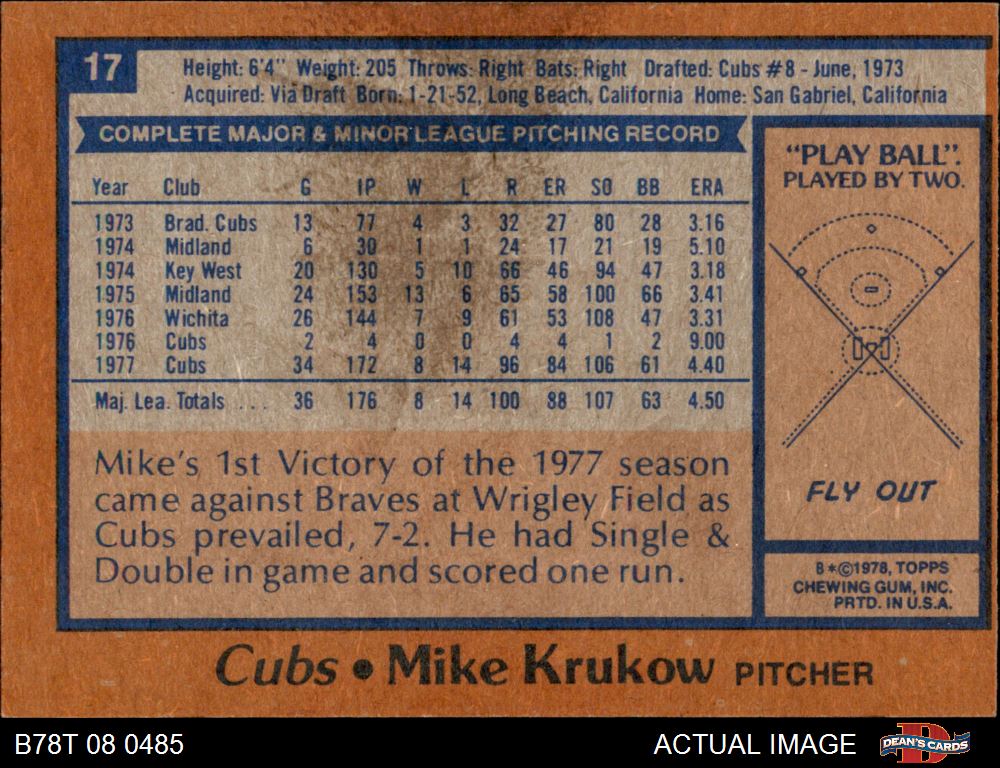 17
Height: 6'4" Weight: 205 Throws: Right Bats: Right Drafted: Cubs #8 - June, 1973
Acquired: Via Draft Born: 1-21-52, Long Beach, California Home: San Gabriel, California
COMPLETE MAJOR & MINOR LEAGUE PITCHING RECORD
Year Club G IP W L R ER SO BB ERA
1973 Brad. Cubs 13 77 4 3 32 27 80 28 3.16
1974 Midland 6 30 1 1 24 17 21 19 5.10
1974 Key West 20 130 5 10 66 46 94 47 3.18
1975 Midland 24 153 13 6 65 58 100 66 3.41
1976 Wichita 26 144 7 9 61 53 108 47 3.31
1976 Cubs 2 4 0 0 4 4 1 2 9.00
1977 Cubs 34 172 8 14 96 84 106 61 4.40
Maj. Lea. Totals ... 36 176 8 14 100 88 107 63 4.50
Mike's 1st Victory of the 1977 season
came against Braves at Wrigley Field as
Cubs prevailed, 7-2. He had Single &
Double in game and scored one run.
"PLAY BALL".
PLAYED BY TWO.
FLY OUT
8*©1978, TOPPS
CHEWING GUM, INC.
PRTD. IN U.S.A.
Cubs • Mike Krukow PITCHER
B78T 08 0485
ACTUAL IMAGE
DEAN'S CARDS